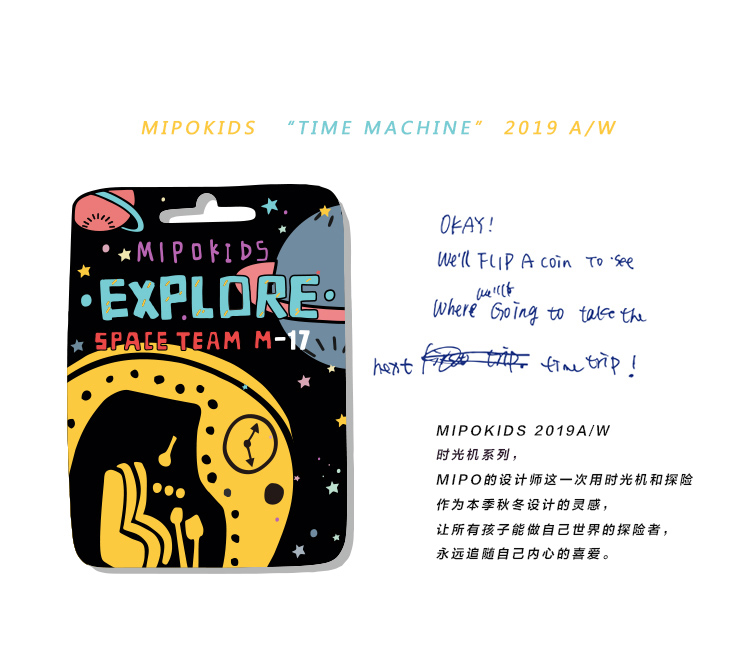 MIPOKIDS “TIME MACHINE” 2019 A/W
MIPOKIDS
EXPLORE
SPACE TEAM M-17
OKAY!
We'll FLIP A coin TO see
we'll
where Going to take the
next trip. time trip!
MIPOKIDS 2019A/W
时光机系列，
MIPO的设计师这一次用时光机和探险
作为本季秋冬设计的灵感，
让所有孩子能做自己世界的探险者，
永远追随自己内心的喜爱。